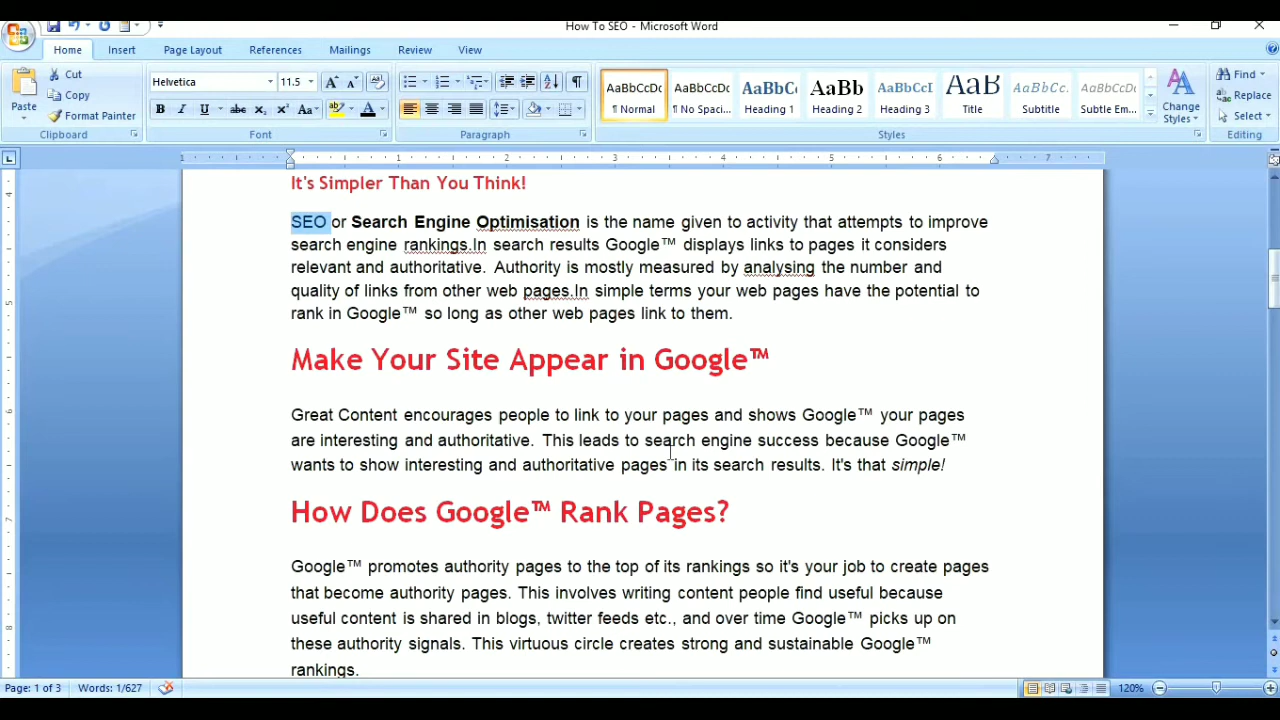 How To SEO - Microsoft Word
Home Insert Page Layout References Mailings Review View
Paste
Cut
Copy
Format Painter
Clipboard
Helvetica 11.5
Font
Paragraph
AaBbCcDc AaBbCcDc AaBbC AaBb AaBbCcI AaB AaBbCc. AaBbCcDc
¶ Normal ¶ No Spaci... Heading 1 Heading 2 Heading 3 Title Subtitle Subtle Em...
Change Styles
Styles
Find
Replace
Select
Editing
1 1 2 3 4 5 6 7
It's Simpler Than You Think!
SEO or Search Engine Optimisation is the name given to activity that attempts to improve
search engine rankings.In search results Google™ displays links to pages it considers
relevant and authoritative. Authority is mostly measured by analysing the number and
quality of links from other web pages.In simple terms your web pages have the potential to
rank in Google™ so long as other web pages link to them.
Make Your Site Appear in Google™
Great Content encourages people to link to your pages and shows Google™ your pages
are interesting and authoritative. This leads to search engine success because Google™
wants to show interesting and authoritative pages in its search results. It's that simple!
How Does Google™ Rank Pages?
Google™ promotes authority pages to the top of its rankings so it's your job to create pages
that become authority pages. This involves writing content people find useful because
useful content is shared in blogs, twitter feeds etc., and over time Google™ picks up on
these authority signals. This virtuous circle creates strong and sustainable Google™
rankings.
Page: 1 of 3 Words: 1/627 120%